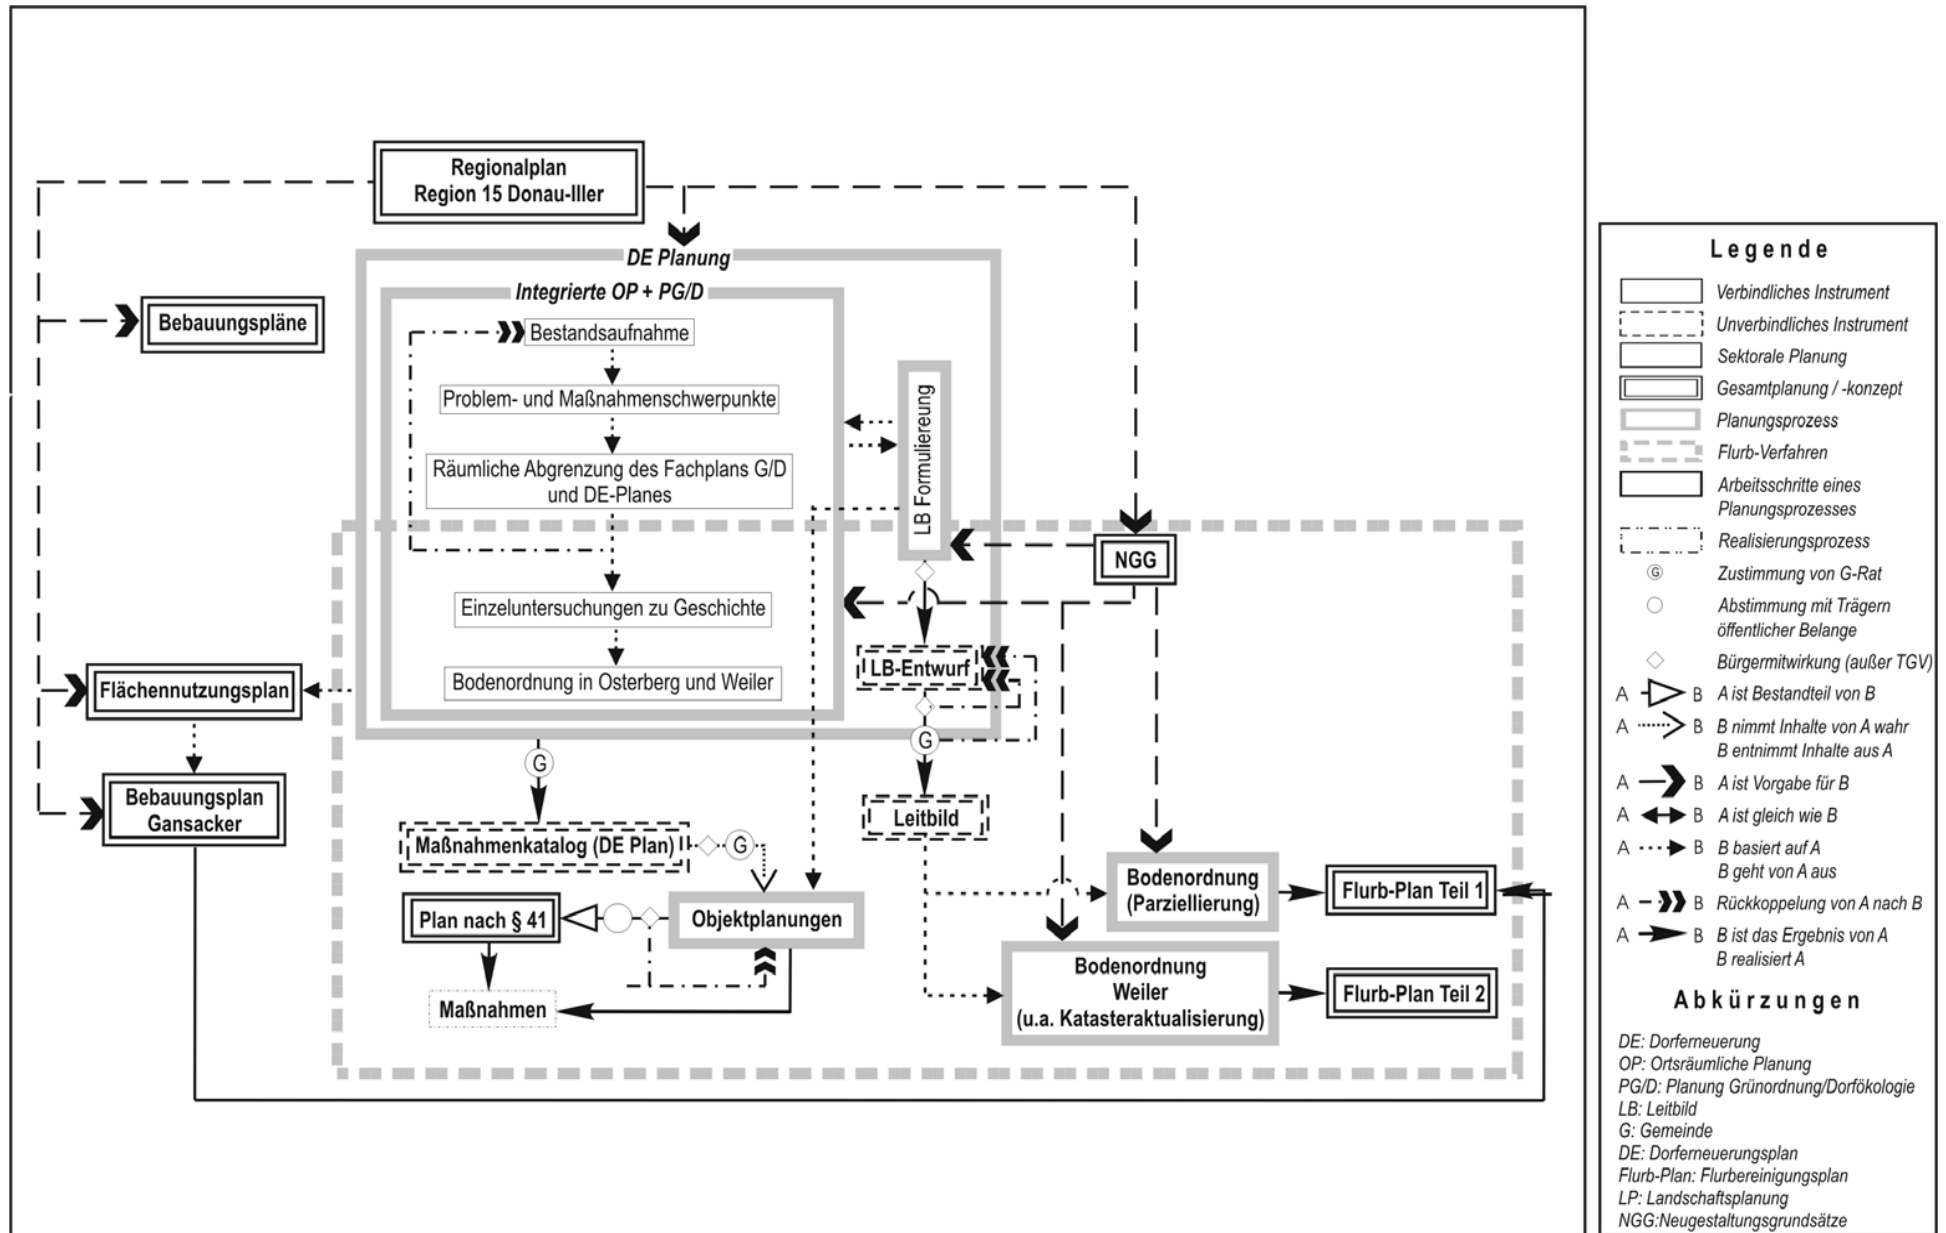 Regionalplan
Region 15 Donau-Iller
DE Planung
Integrierte OP + PG/D
Bebauungspläne
Bestandsaufnahme
Problem- und Maßnahmenschwerpunkte
Räumliche Abgrenzung des Fachplans G/D
und DE-Planes
LB Formuliereung
NGG
Einzeluntersuchungen zu Geschichte
Bodenordnung in Osterberg und Weiler
LB-Entwurf
Flächennutzungsplan
G
G
Bebauungsplan
Gansacker
Leitbild
Maßnahmenkatalog (DE Plan)
G
Bodenordnung
(Parziellierung)
Flurb-Plan Teil 1
Plan nach § 41
Objektplanungen
Bodenordnung
Weiler
(u.a. Katasteraktualisierung)
Flurb-Plan Teil 2
Maßnahmen
Legende
Verbindliches Instrument
Unverbindliches Instrument
Sektorale Planung
Gesamtplanung / -konzept
Planungsprozess
Flurb-Verfahren
Arbeitsschritte eines
Planungsprozesses
Realisierungsprozess
G Zustimmung von G-Rat
Abstimmung mit Trägern
öffentlicher Belange
Bürgermitwirkung (außer TGV)
A B A ist Bestandteil von B
A B B nimmt Inhalte von A wahr
B entnimmt Inhalte aus A
A B A ist Vorgabe für B
A B A ist gleich wie B
A B B basiert auf A
B geht von A aus
A B Rückkoppelung von A nach B
A B B ist das Ergebnis von A
B realisiert A
Abkürzungen
DE: Dorferneuerung
OP: Ortsräumliche Planung
PG/D: Planung Grünordnung/Dorfökologie
LB: Leitbild
G: Gemeinde
DE: Dorferneuerungsplan
Flurb-Plan: Flurbereinigungsplan
LP: Landschaftsplanung
NGG:Neugestaltungsgrundsätze